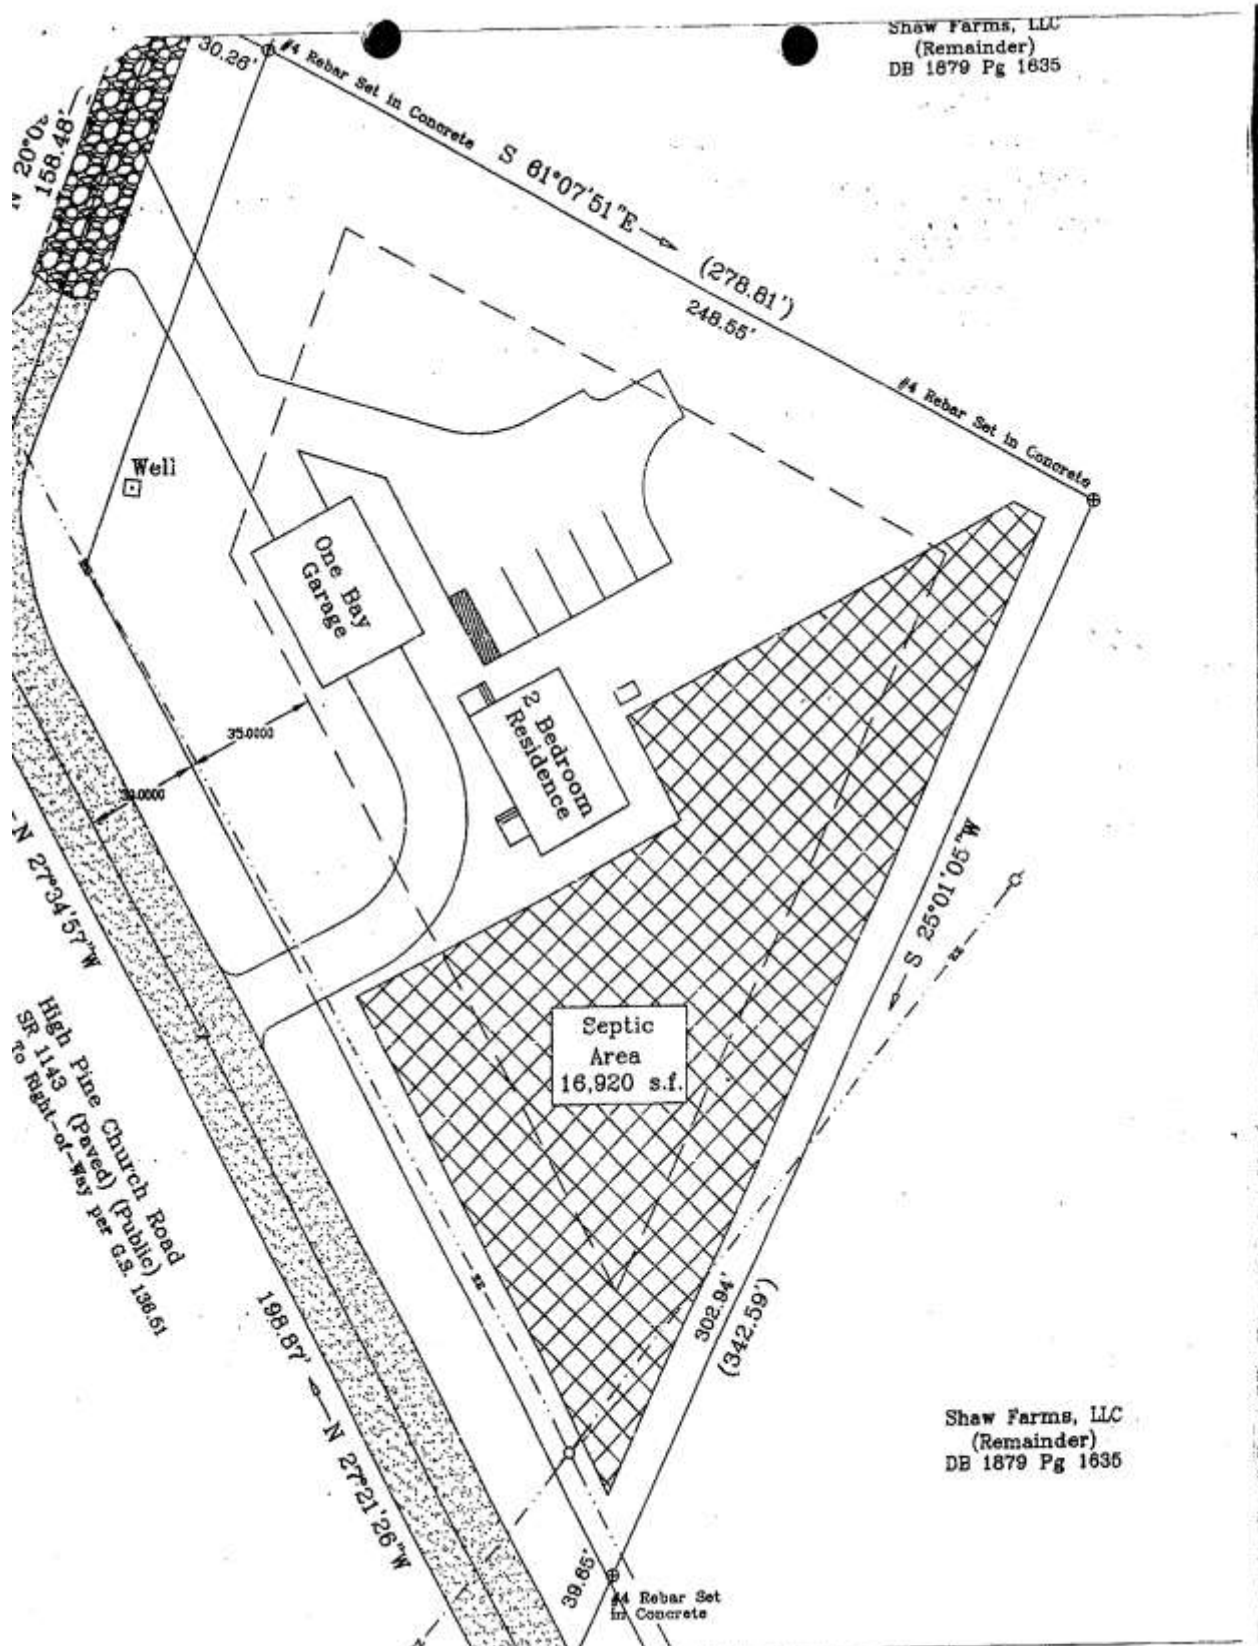 Shaw Farms, LLC
(Remainder)
DB 1879 Pg 1635
30.26'
#4 Rebar Set in Concrete
S 61°07'51"E
(278.81')
248.55'
#4 Rebar Set in Concrete
158.48'
Well
One Bay
Garage
2 Bedroom
Residence
35.0000
N 27°34'57"W
S 25°01'05"W
Septic
Area
16,920 s.f.
High Pine Church Road
SR 1143 (Paved) (Public)
To Right-of-Way per G.S. 136.51
198.87'
N 27°21'26"W
302.94'
(342.59')
Shaw Farms, LLC
(Remainder)
DB 1879 Pg 1635
39.65'
#4 Rebar Set
in Concrete